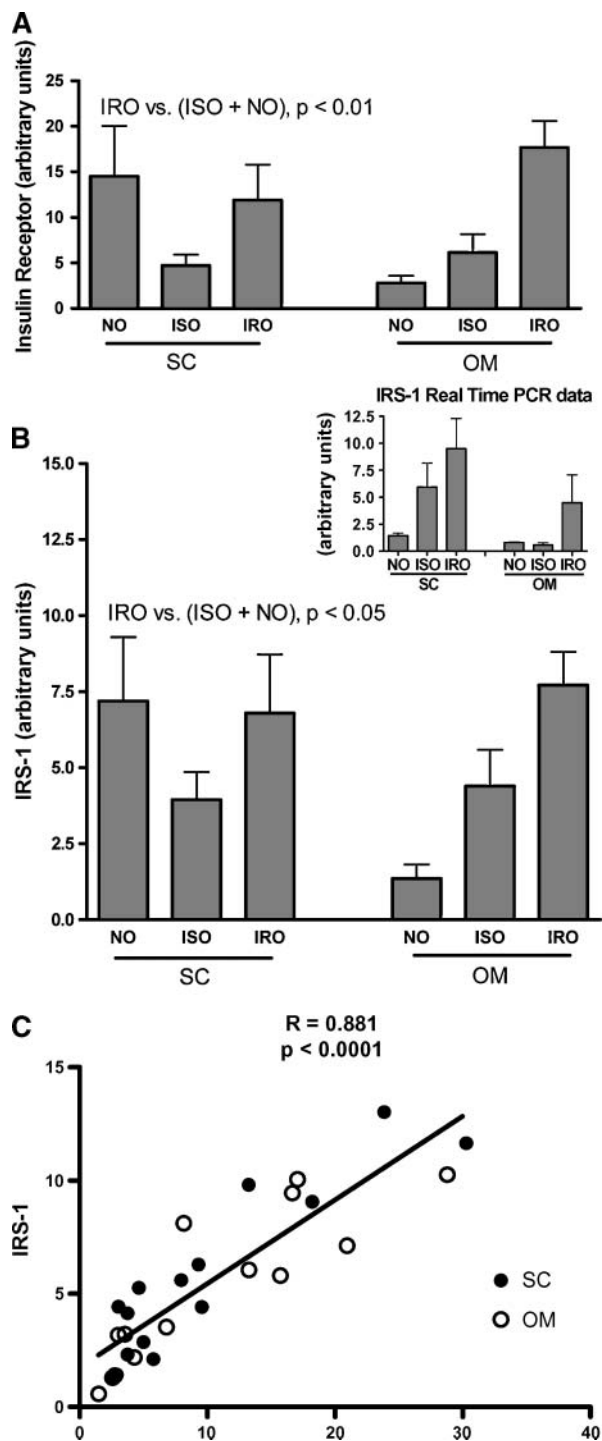 A
Insulin Receptor (arbitrary units)
IRO vs. (ISO + NO), p < 0.01
25
20
15
10
5
0
NO ISO IRO NO ISO IRO
SC OM
B
IRS-1 Real Time PCR data
(arbitrary units)
12.5
10.0
7.5
5.0
2.5
0.0
NO ISO IRO NO ISO IRO
SC OM
IRS-1 (arbitrary units)
IRO vs. (ISO + NO), p < 0.05
15.0
12.5
10.0
7.5
5.0
2.5
0.0
NO ISO IRO NO ISO IRO
SC OM
C
R = 0.881
p < 0.0001
IRS-1
15
10
5
0
SC
OM
0 10 20 30 40